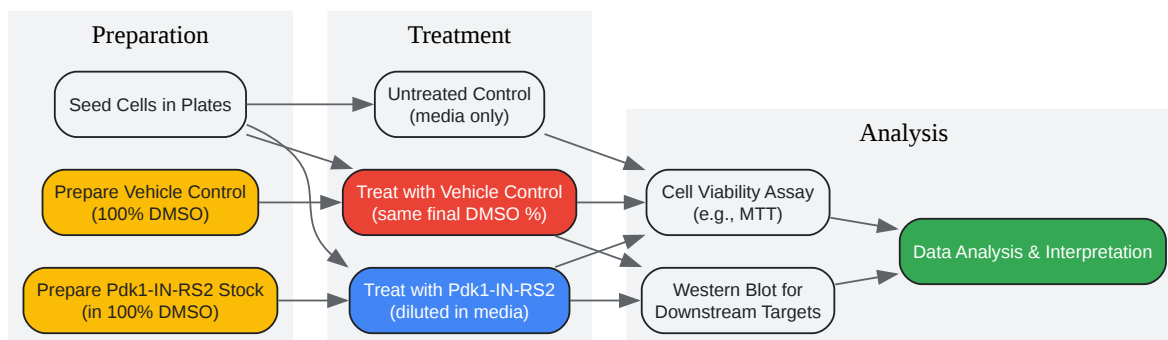 Preparation
Treatment
Analysis
Seed Cells in Plates
Untreated Control
(media only)
Prepare Vehicle Control
(100% DMSO)
Treat with Vehicle Control
(same final DMSO %)
Cell Viability Assay
(e.g., MTT)
Data Analysis & Interpretation
Prepare Pdk1-IN-RS2 Stock
(in 100% DMSO)
Treat with Pdk1-IN-RS2
(diluted in media)
Western Blot for
Downstream Targets